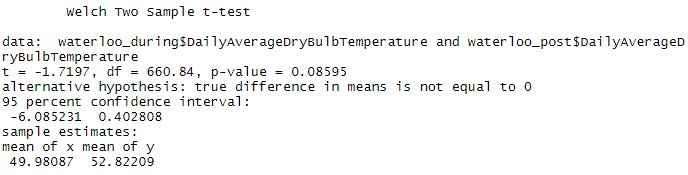 Welch Two Sample t-test
data:  waterloo_during$DailyAverageDryBulbTemperature and waterloo_post$DailyAverageD
ryBulbTemperature
t = -1.7197, df = 660.84, p-value = 0.08595
alternative hypothesis: true difference in means is not equal to 0
95 percent confidence interval:
 -6.085231  0.402808
sample estimates:
mean of x mean of y
 49.98087  52.82209